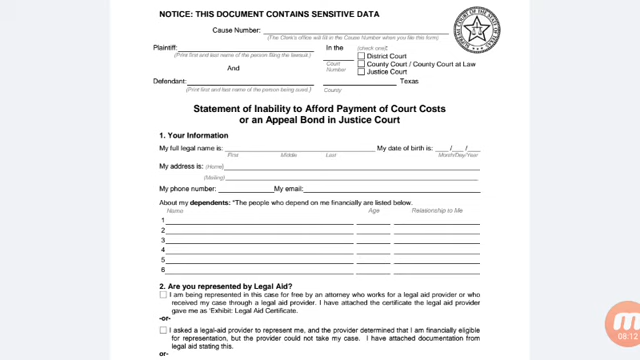 NOTICE: THIS DOCUMENT CONTAINS SENSITIVE DATA
Cause Number:
(The Clerk's office will fill in the Cause Number when you file this form)
Plaintiff:
(Print first and last name of the person filing the lawsuit.)
And
Defendant:
(Print first and last name of the person being sued.)
In the
(check one):
Court
Number
District Court
County Court / County Court at Law
Justice Court
Texas
County
Statement of Inability to Afford Payment of Court Costs
or an Appeal Bond in Justice Court
1. Your Information
My full legal name is: My date of birth is: / /
First Middle Last Month/Day/Year
My address is: (Home)
(Mailing)
My phone number: My email:
About my dependents: "The people who depend on me financially are listed below.
Name Age Relationship to Me
1
2
3
4
5
6
2. Are you represented by Legal Aid?
I am being represented in this case for free by an attorney who works for a legal aid provider or who
received my case through a legal aid provider. I have attached the certificate the legal aid provider
gave me as 'Exhibit: Legal Aid Certificate.
-or-
I asked a legal-aid provider to represent me, and the provider determined that I am financially eligible
for representation, but the provider could not take my case. I have attached documentation from
legal aid stating this.
or-
08:12